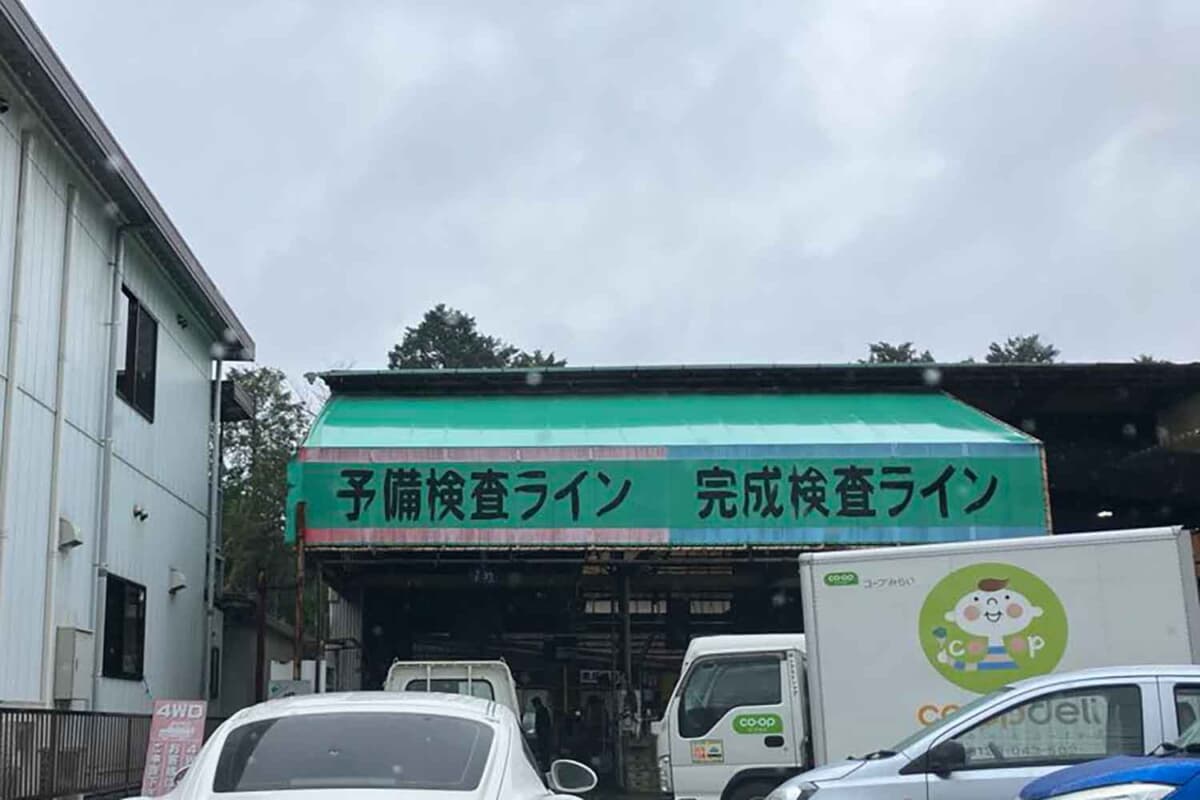 予備検査ライン 完成検査ライン
co-op コープみらい
c p
coopdeli
co-op
4WD